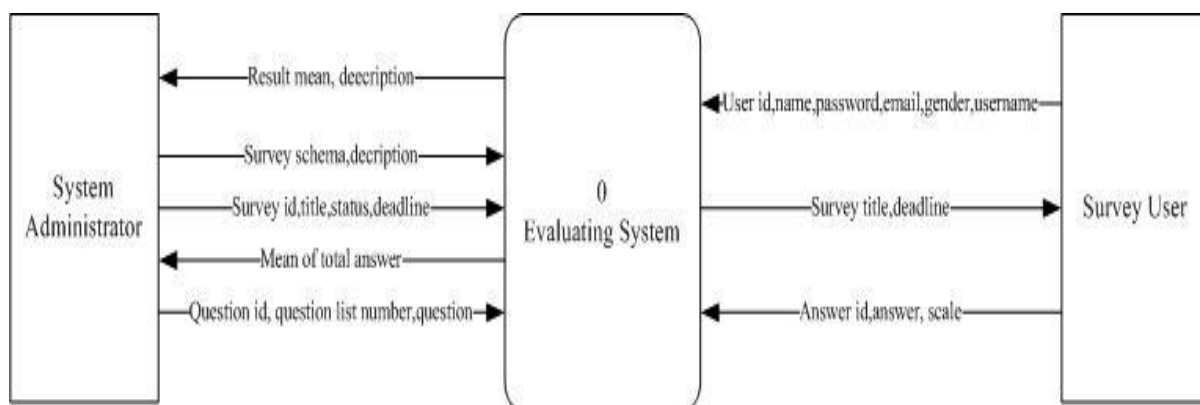 System
Administrator
Result mean, deecription
Survey schema,decription
Survey id,title,status,deadline
Mean of total answer
Question id, question list number,question
0
Evaluating System
User id,name,password,email,gender,username
Survey title,deadline
Answer id,answer, scale
Survey User